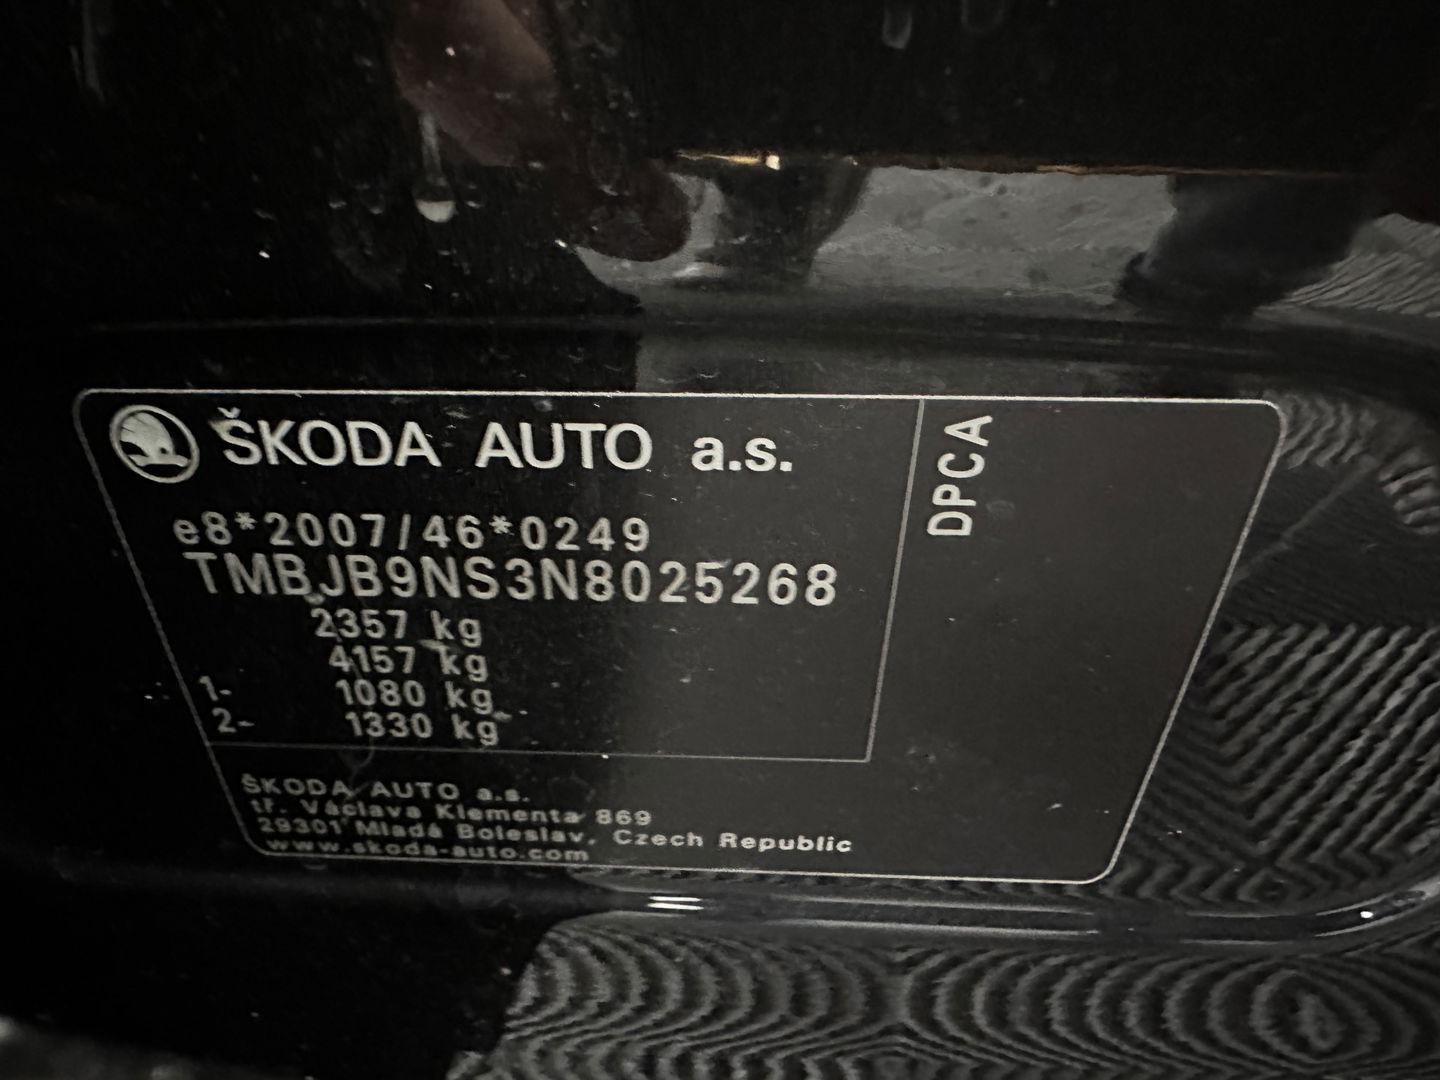 ŠKODA AUTO a.s.
e8*2007/46*0249
TMBJB9NS3N8025268
2357 kg
4157 kg
1- 1080 kg
2- 1330 kg
DPCA
ŠKODA AUTO a.s.
tř. Václava Klementa 869
29301 Mladá Boleslav, Czech Republic
www.skoda-auto.com